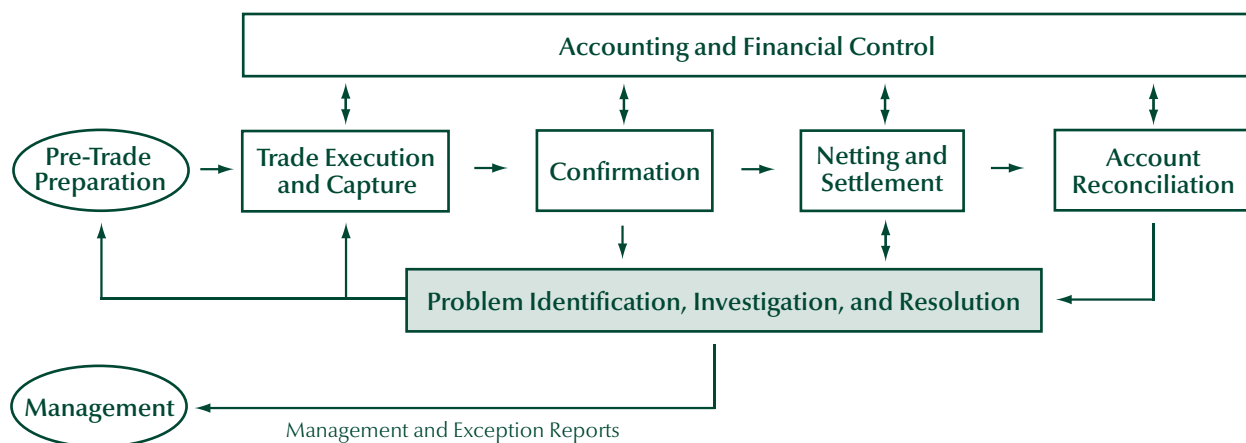 Accounting and Financial Control
Pre-Trade
Preparation
Trade Execution
and Capture
Confirmation
Netting and
Settlement
Account
Reconciliation
Problem Identification, Investigation, and Resolution
Management
Management and Exception Reports